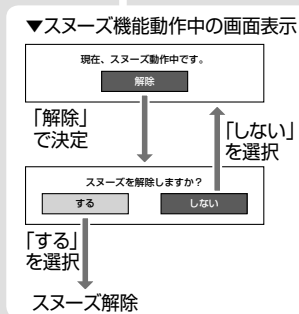 ▼スヌーズ機能動作中の画面表示
現在、スヌーズ動作中です。
解除
「解除」
で決定
「しない」
を選択
スヌーズを解除しますか？
する
しない
「する」
を選択
スヌーズ解除